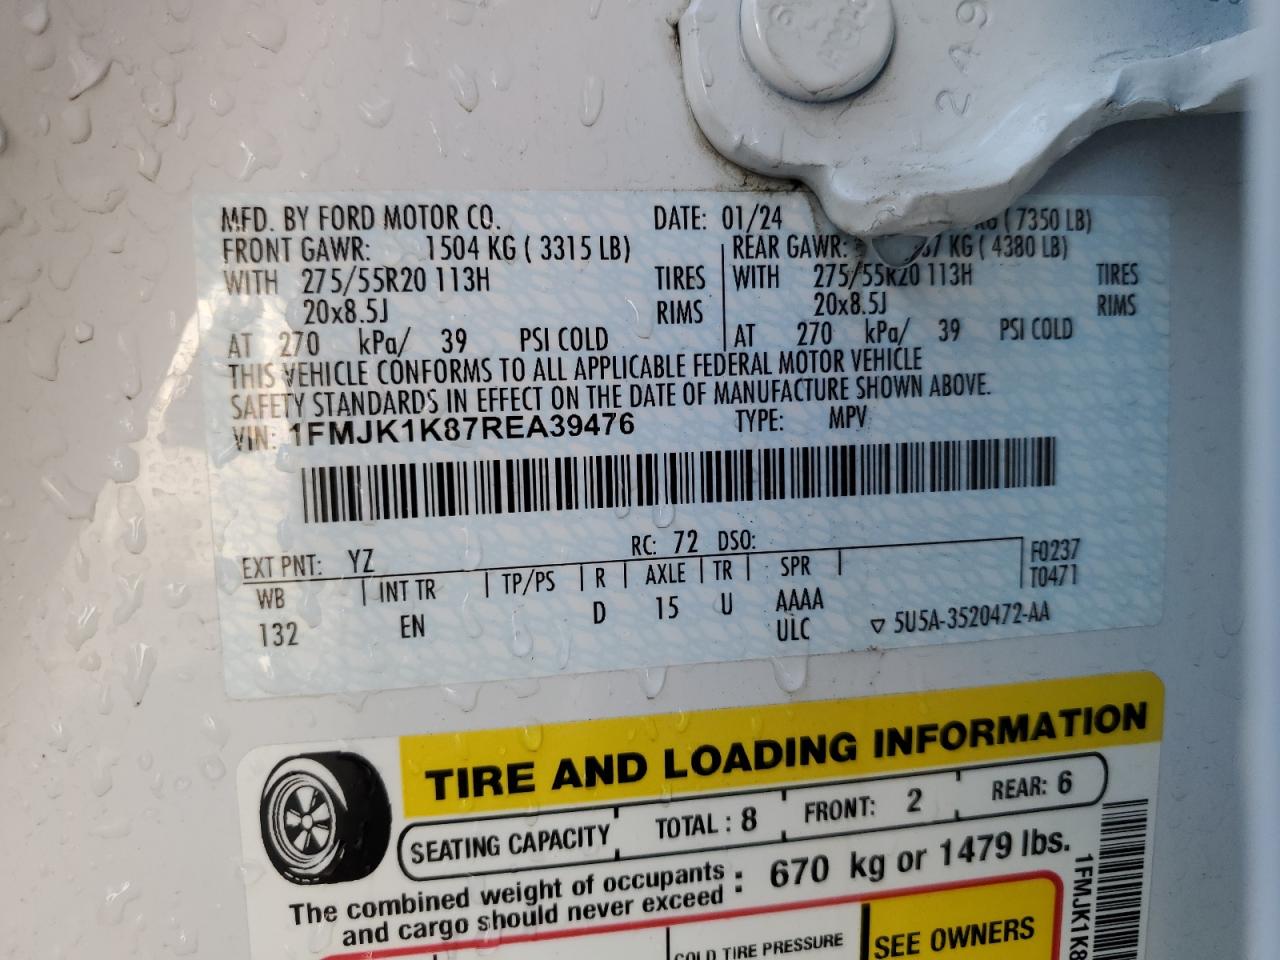 249
MFD. BY FORD MOTOR CO. DATE: 01/24 KG ( 7350 LB)
FRONT GAWR: 1504 KG ( 3315 LB) REAR GAWR: 87 KG ( 4380 LB)
WITH 275/55R20 113H TIRES WITH 275/55R20 113H TIRES
20x8.5J RIMS 20x8.5J RIMS
AT 270 kPa/ 39 PSI COLD AT 270 kPa/ 39 PSI COLD
THIS VEHICLE CONFORMS TO ALL APPLICABLE FEDERAL MOTOR VEHICLE
SAFETY STANDARDS IN EFFECT ON THE DATE OF MANUFACTURE SHOWN ABOVE.
VIN: 1FMJK1K87REA39476 TYPE: MPV
EXT PNT: YZ RC: 72 DSO:
WB INT TR TP/PS R AXLE TR SPR F0237
T0471
132 EN D 15 U AAAA
ULC ▽ 5U5A-3520472-AA
TIRE AND LOADING INFORMATION
SEATING CAPACITY TOTAL : 8 FRONT: 2 REAR: 6
The combined weight of occupants
and cargo should never exceed : 670 kg or 1479 lbs.
COLD TIRE PRESSURE SEE OWNERS
1FMJK1K8